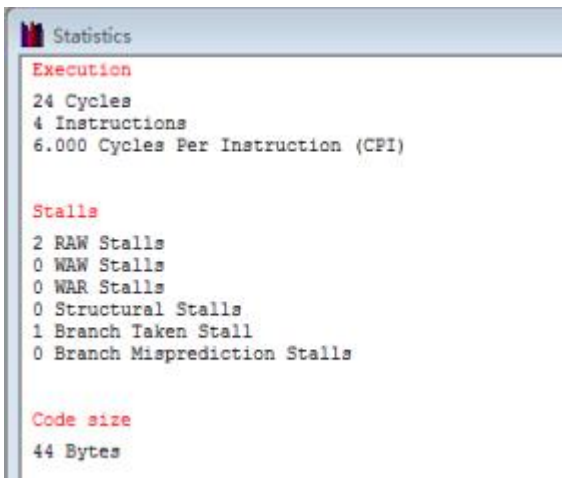 Statistics
Execution
24 Cycles
4 Instructions
6.000 Cycles Per Instruction (CPI)
Stalls
2 RAW Stalls
0 WAW Stalls
0 WAR Stalls
0 Structural Stalls
1 Branch Taken Stall
0 Branch Misprediction Stalls
Code size
44 Bytes